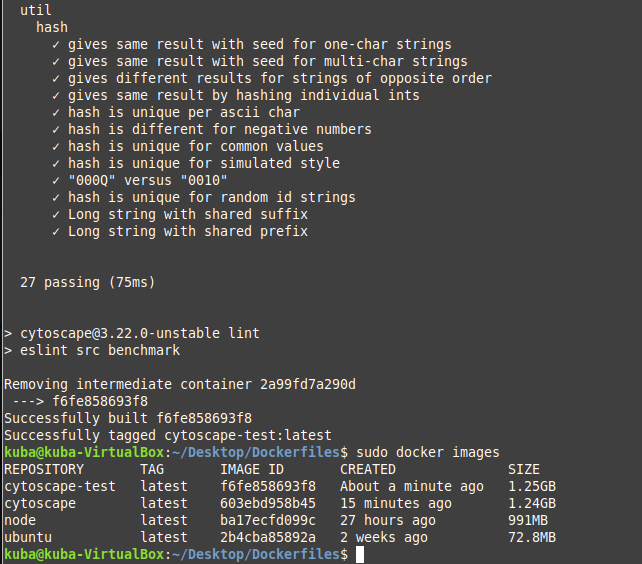 util
hash
✓ gives same result with seed for one-char strings
✓ gives same result with seed for multi-char strings
✓ gives different results for strings of opposite order
✓ gives same result by hashing individual ints
✓ hash is unique per ascii char
✓ hash is different for negative numbers
✓ hash is unique for common values
✓ hash is unique for simulated style
✓ "000Q" versus "0010"
✓ hash is unique for random id strings
✓ Long string with shared suffix
✓ Long string with shared prefix
27 passing (75ms)
> cytoscape@3.22.0-unstable lint
> eslint src benchmark
Removing intermediate container 2a99fd7a290d
---> f6fe858693f8
Successfully built f6fe858693f8
Successfully tagged cytoscape-test:latest
kuba@kuba-VirtualBox:~/Desktop/Dockerfiles$ sudo docker images
REPOSITORY TAG IMAGE ID CREATED SIZE
cytoscape-test latest f6fe858693f8 About a minute ago 1.25GB
cytoscape latest 603ebd958b45 15 minutes ago 1.24GB
node latest ba17ecfd099c 27 hours ago 991MB
ubuntu latest 2b4cba85892a 2 weeks ago 72.8MB
kuba@kuba-VirtualBox:~/Desktop/Dockerfiles$